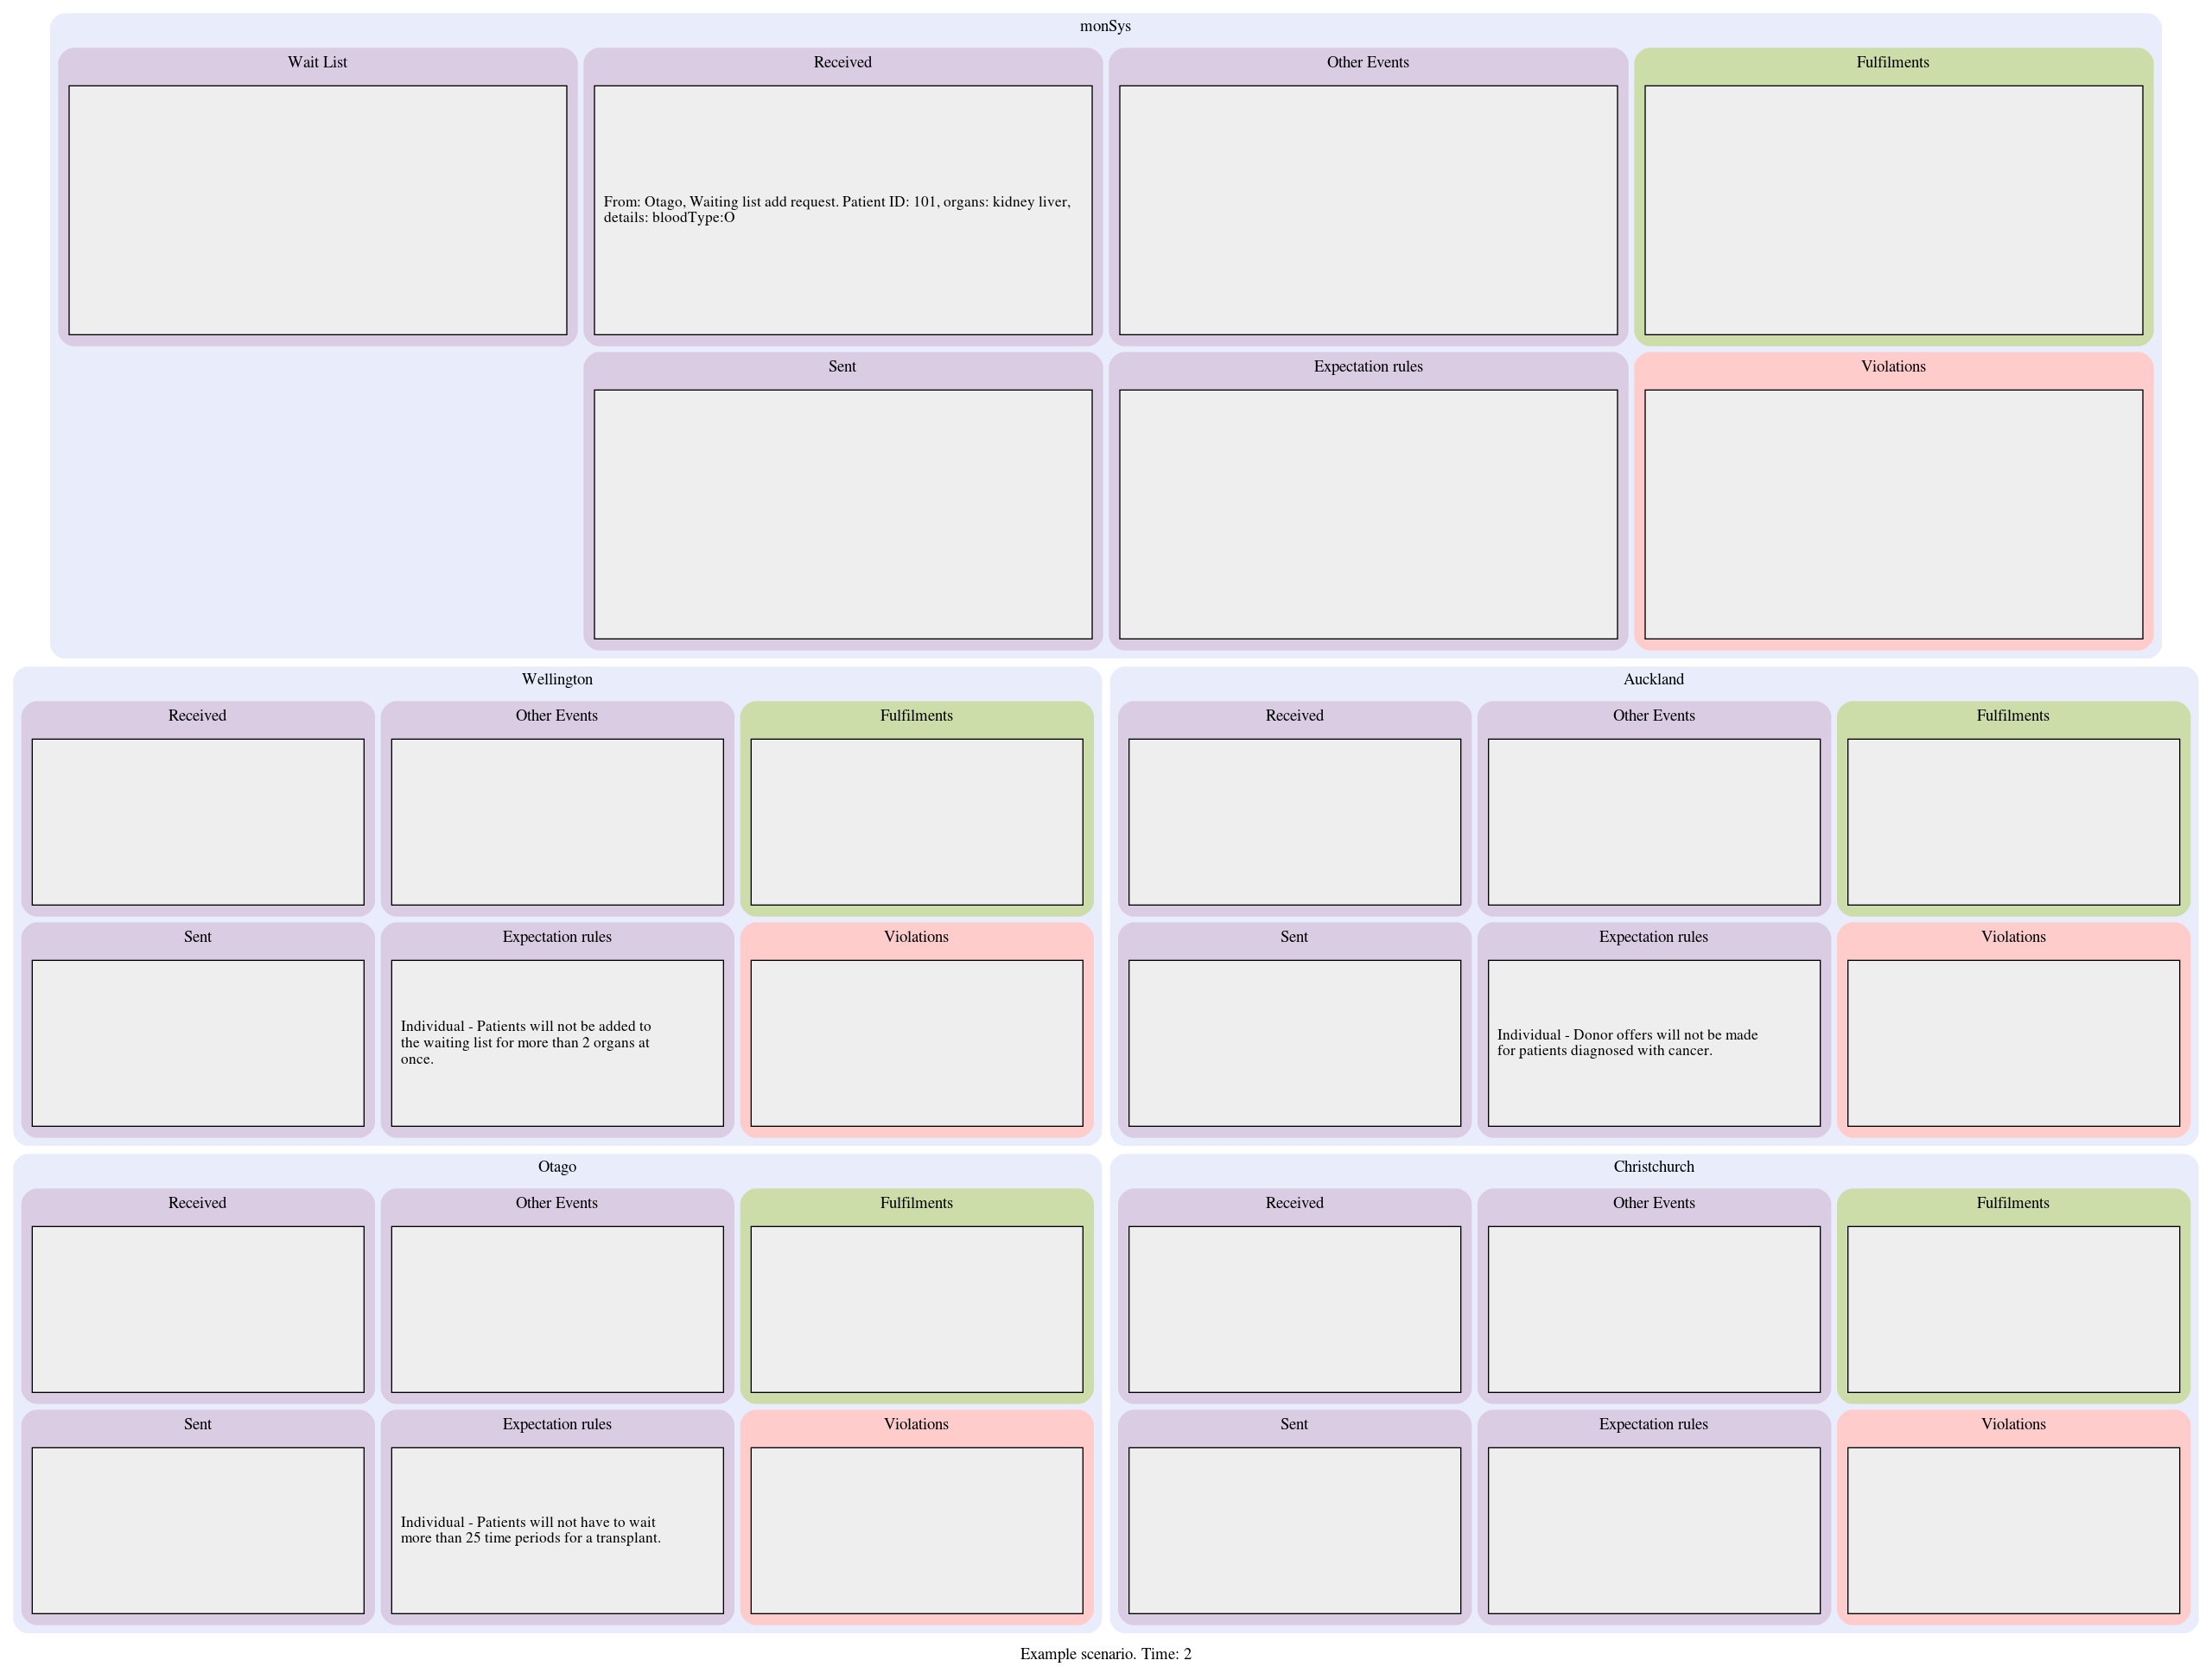 monSys
Wait List
Received
Other Events
Fulfilments
From: Otago, Waiting list add request. Patient ID: 101, organs: kidney liver,
details: bloodType:O
Sent
Expectation rules
Violations
Wellington
Received
Other Events
Fulfilments
Sent
Expectation rules
Violations
Individual - Patients will not be added to
the waiting list for more than 2 organs at
once.
Auckland
Received
Other Events
Fulfilments
Sent
Expectation rules
Violations
Individual - Donor offers will not be made
for patients diagnosed with cancer.
Otago
Received
Other Events
Fulfilments
Sent
Expectation rules
Violations
Individual - Patients will not have to wait
more than 25 time periods for a transplant.
Christchurch
Received
Other Events
Fulfilments
Sent
Expectation rules
Violations
Example scenario. Time: 2